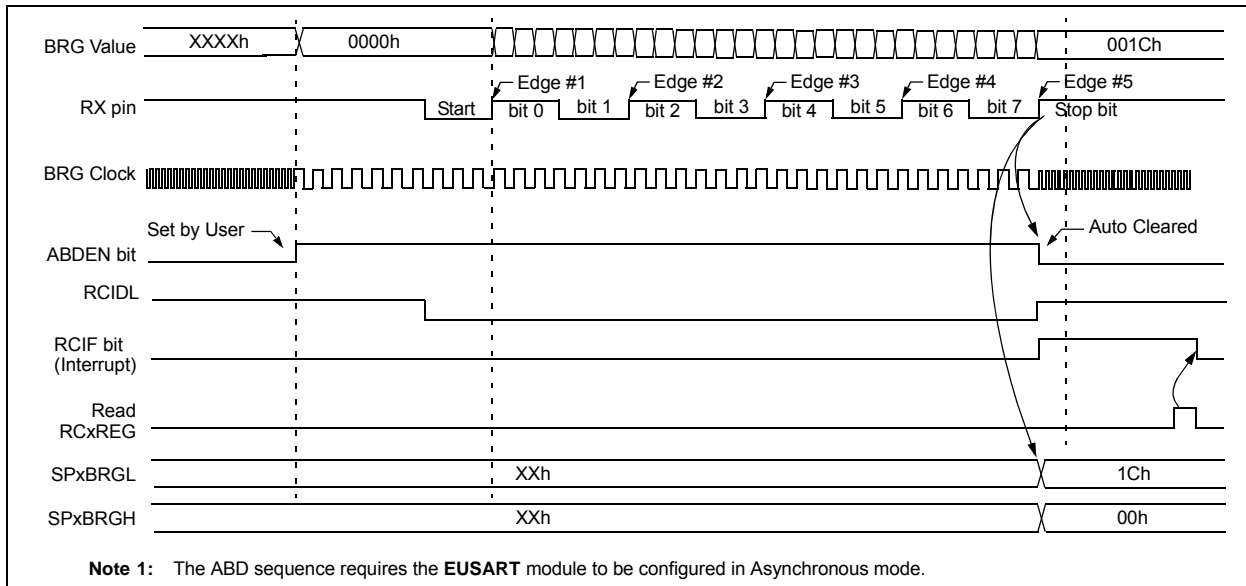 BRG Value XXXXh 0000h 001Ch
Edge #1 Edge #2 Edge #3 Edge #4 Edge #5
RX pin Start bit 0 bit 1 bit 2 bit 3 bit 4 bit 5 bit 6 bit 7 Stop bit
BRG Clock
Set by User Auto Cleared
ABDEN bit
RCIDL
RCIF bit
(Interrupt)
Read
RCxREG
SPxBRGL XXh 1Ch
SPxBRGH XXh 00h
Note 1: The ABD sequence requires the EUSART module to be configured in Asynchronous mode.